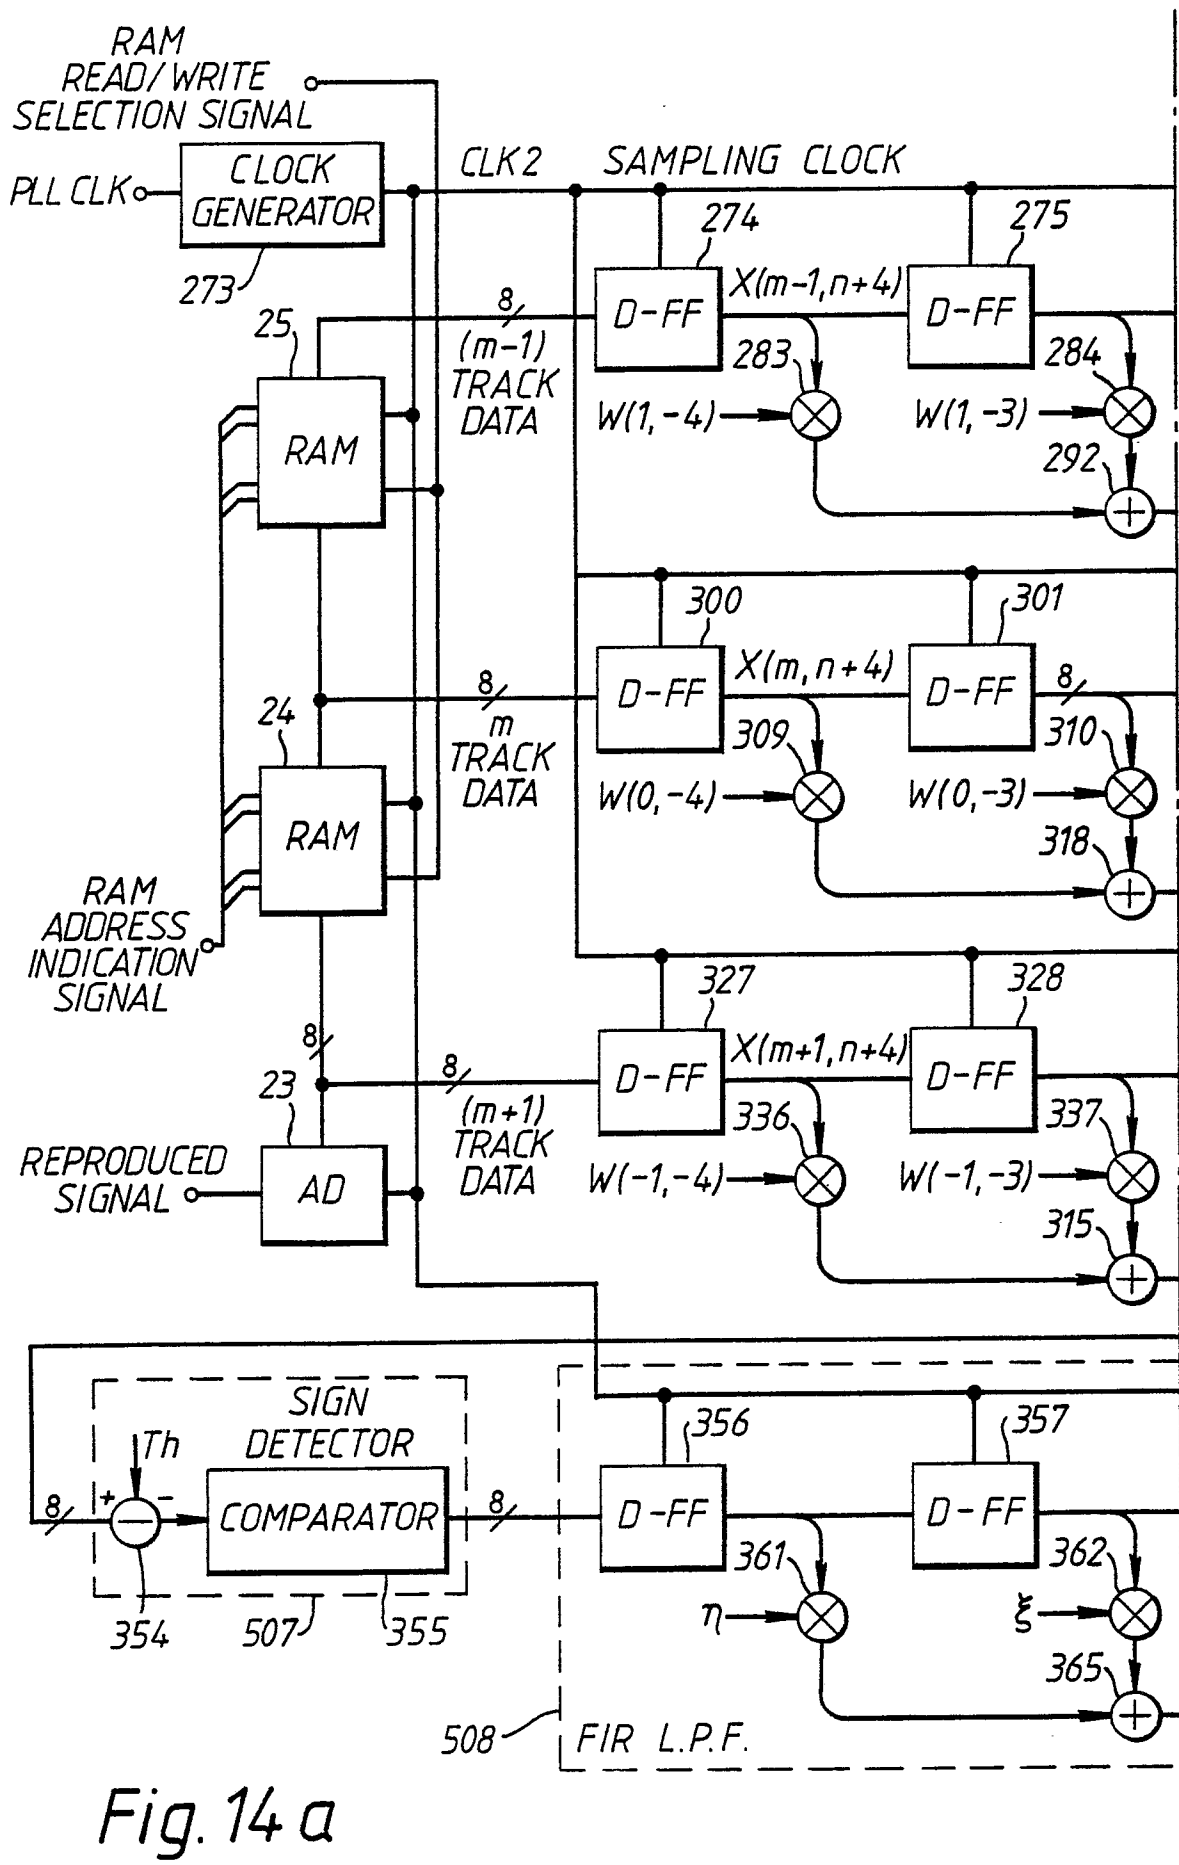 RAM
READ/WRITE
SELECTION SIGNAL
PLL CLK
CLOCK
GENERATOR
273
CLK2 SAMPLING CLOCK
274
275
25
8
(m-1)
TRACK
DATA
D-FF
X(m-1,n+4)
D-FF
283
284
RAM
W(1,-4)
W(1,-3)
292
300
301
24
8
m
TRACK
DATA
D-FF
X(m,n+4)
D-FF
8
309
310
RAM
W(0,-4)
W(0,-3)
318
RAM
ADDRESS
INDICATION
SIGNAL
327
328
8
23
8
(m+1)
TRACK
DATA
D-FF
X(m+1,n+4)
D-FF
336
337
REPRODUCED
SIGNAL
AD
W(-1,-4)
W(-1,-3)
315
SIGN
DETECTOR
Th
8
+
-
COMPARATOR
8
354
507
355
356
357
D-FF
D-FF
361
362
η
ξ
365
508
FIR L.P.F.
Fig. 14a